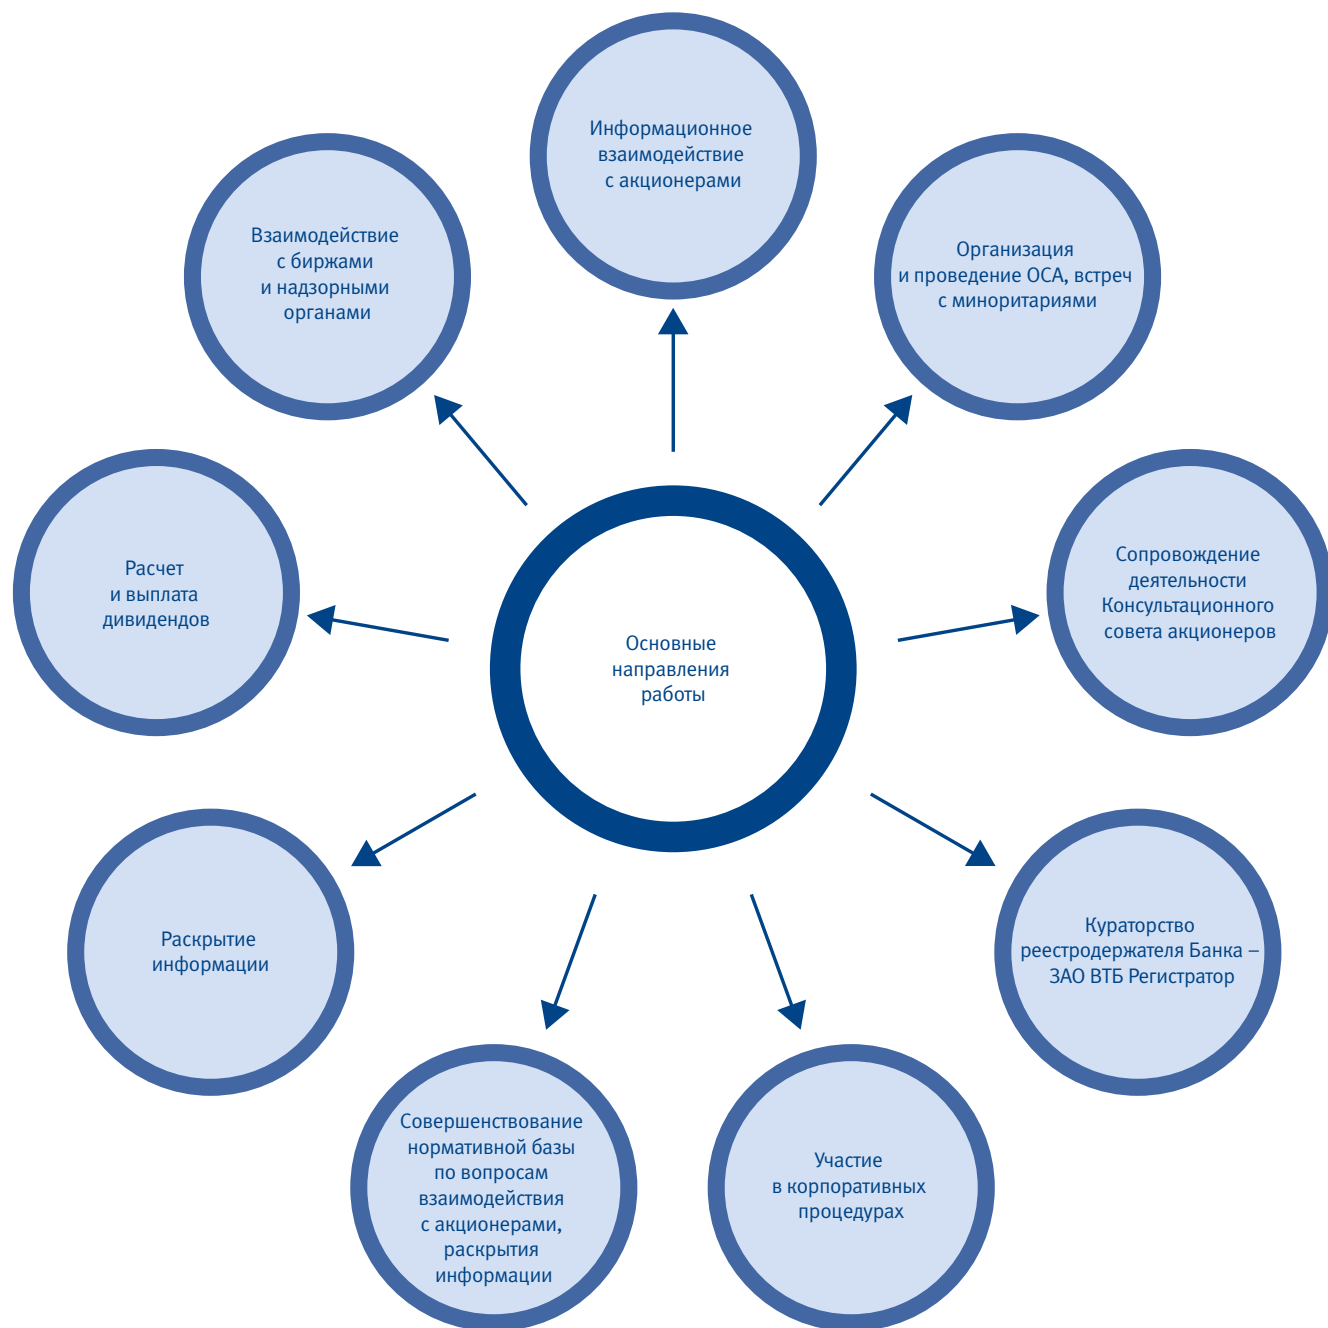 Информационное
взаимодействие
с акционерами
Взаимодействие
с биржами
и надзорными
органами
Организация
и проведение ОСА, встреч
с миноритариями
Расчет
и выплата
дивидендов
Сопровождение
деятельности
Консультационного
совета акционеров
Основные
направления
работы
Раскрытие
информации
Кураторство
реестродержателя Банка –
ЗАО ВТБ Регистратор
Совершенствование
нормативной базы
по вопросам
взаимодействия
с акционерами,
раскрытия
информации
Участие
в корпоративных
процедурах